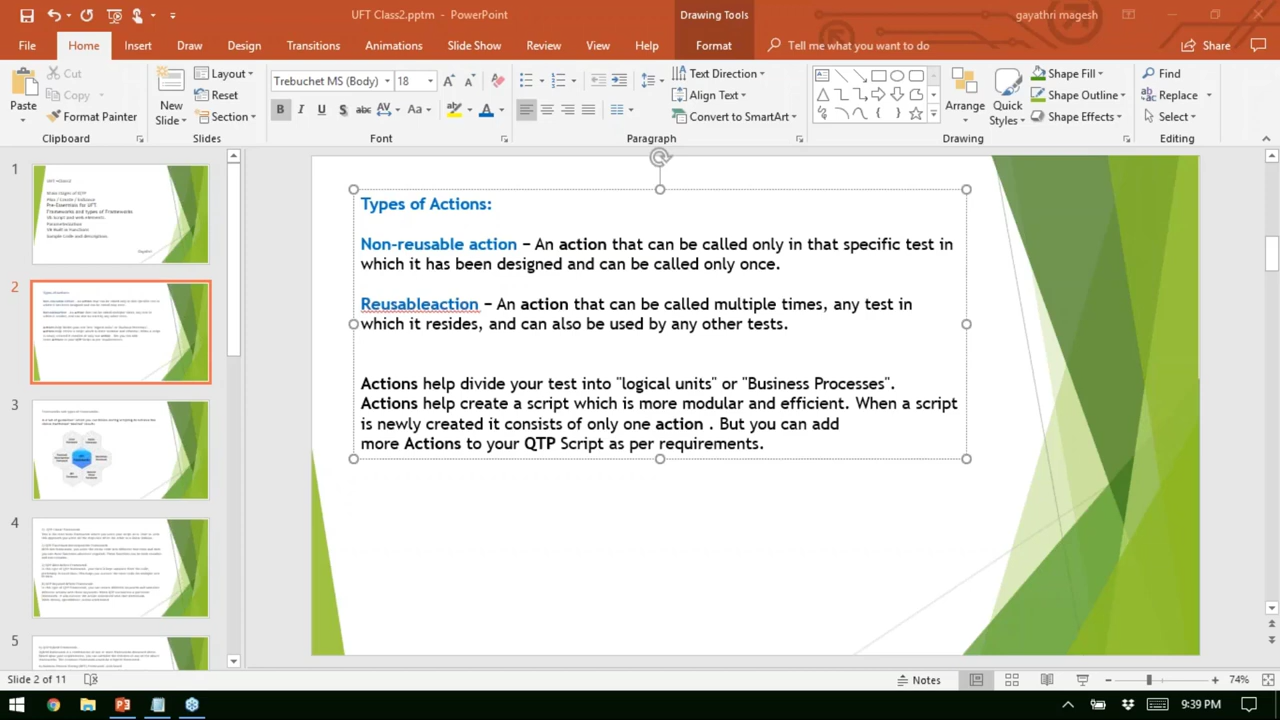 UFT Class2.pptm - PowerPoint
Drawing Tools
gayathri magesh
File Home Insert Draw Design Transitions Animations Slide Show Review View Help Format Tell me what you want to do Share
Paste
Cut
Copy
Format Painter
Clipboard
New Slide
Layout
Reset
Section
Slides
Trebuchet MS (Body) 18
Font
Text Direction
Align Text
Convert to SmartArt
Paragraph
Arrange
Quick Styles
Shape Fill
Shape Outline
Shape Effects
Drawing
Find
Replace
Select
Editing
1
2
3
4
5
Types of Actions:
Non-reusable action – An action that can be called only in that specific test in
which it has been designed and can be called only once.
Reusableaction – An action that can be called multiple times, any test in
which it resides, and can also be used by any other tests.
Actions help divide your test into "logical units" or "Business Processes".
Actions help create a script which is more modular and efficient. When a script
is newly created it consists of only one action . But you can add
more Actions to your QTP Script as per requirements.
Slide 2 of 11
Notes
74%
9:39 PM